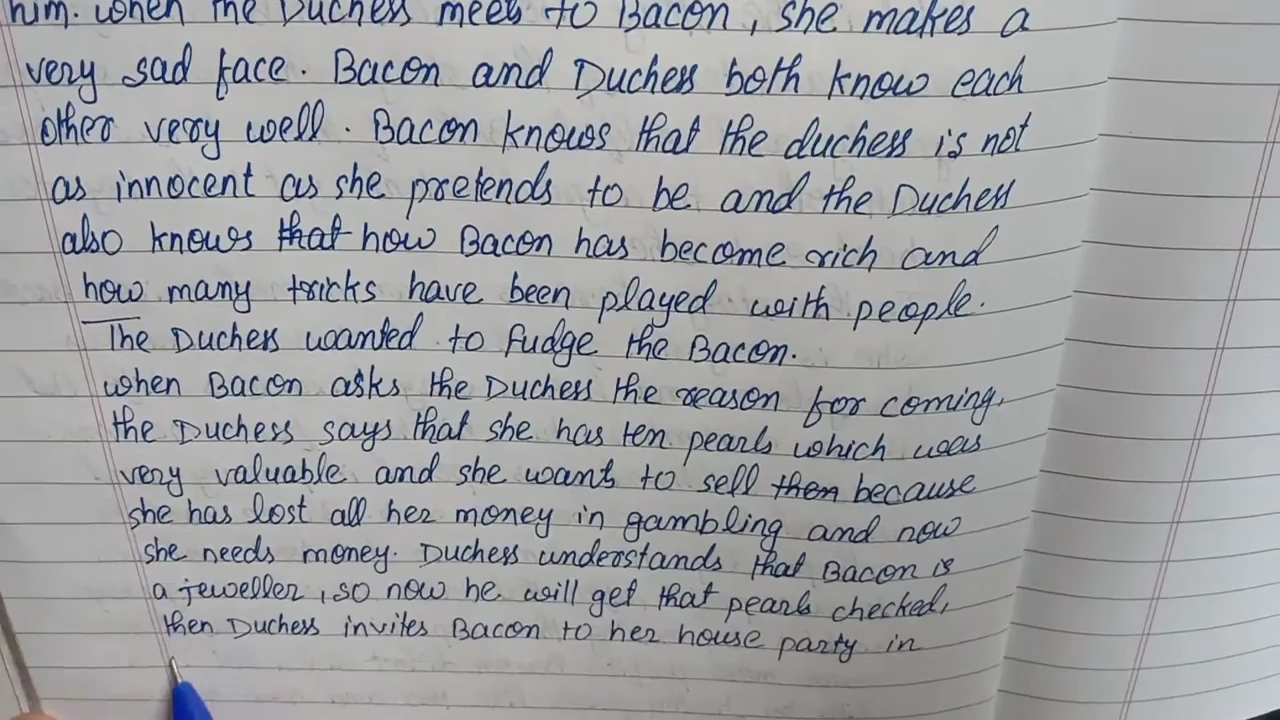 him. when the Duchess meets to Bacon, she makes a
very sad face. Bacon and Duchess both know each
other very well. Bacon knows that the duchess is not
as innocent as she pretends to be and the Duchess
also knows that how Bacon has become rich and
how many tricks have been played with people.
The Duchess wanted to fudge the Bacon.
when Bacon asks the Duchess the reason for coming,
the Duchess says that she has ten pearls which was
very valuable and she wants to sell them because
she has lost all her money in gambling and now
she needs money. Duchess understands that Bacon is
a jeweller, so now he will get that pearls checked,
then Duchess invites Bacon to her house party in